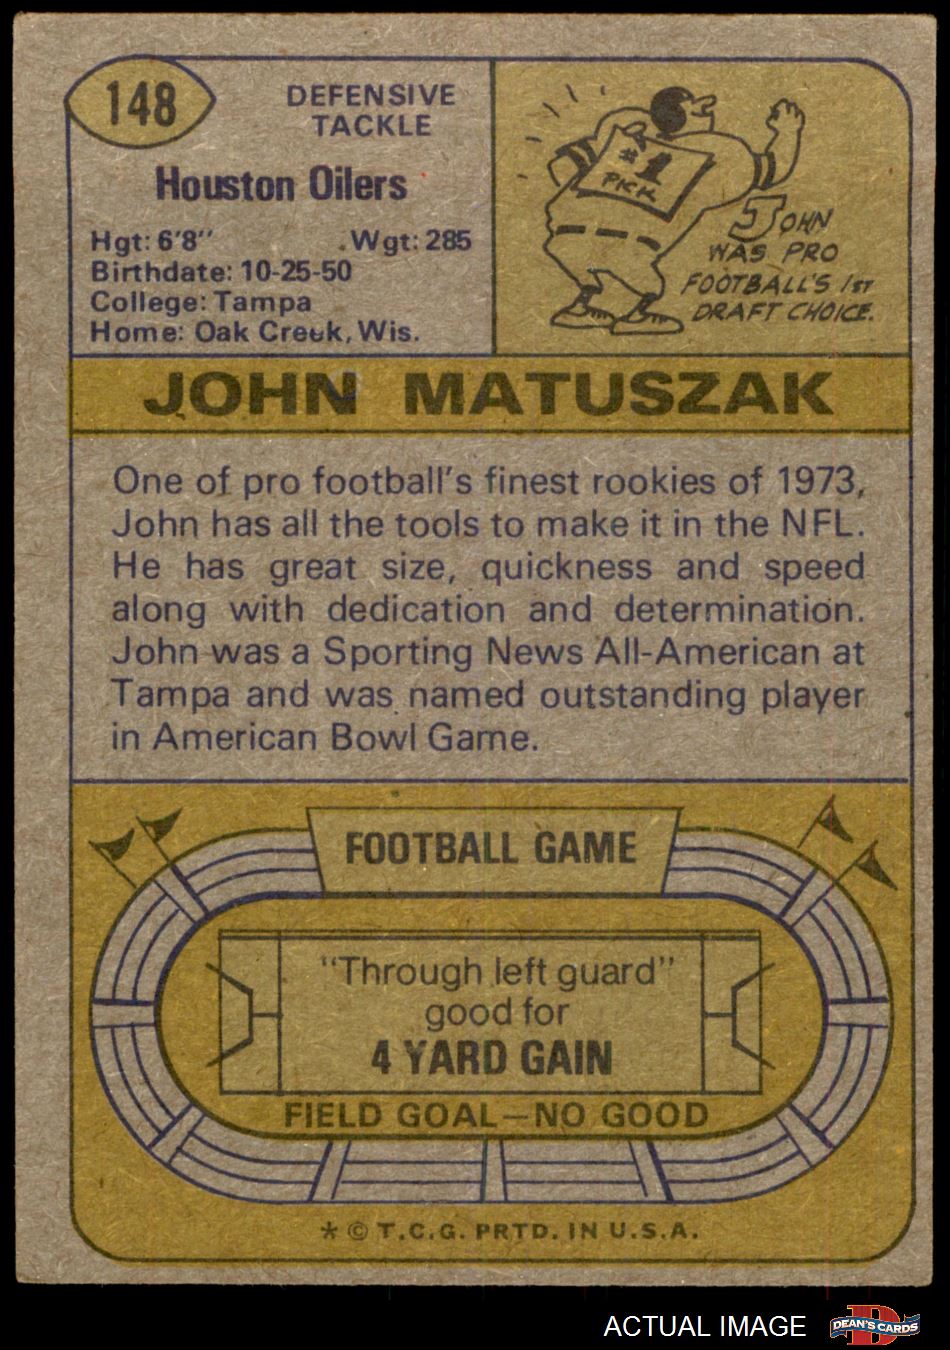 148
DEFENSIVE
TACKLE
Houston Oilers
Hgt: 6'8'' Wgt: 285
Birthdate: 10-25-50
College: Tampa
Home: Oak Creek, Wis.
#1
PICK
JOHN
WAS PRO
FOOTBALL'S 1ST
DRAFT CHOICE.
JOHN MATUSZAK
One of pro football's finest rookies of 1973,
John has all the tools to make it in the NFL.
He has great size, quickness and speed
along with dedication and determination.
John was a Sporting News All-American at
Tampa and was named outstanding player
in American Bowl Game.
FOOTBALL GAME
"Through left guard"
good for
4 YARD GAIN
FIELD GOAL—NO GOOD
* © T.C.G. PRTD. IN U.S.A.
ACTUAL IMAGE
D
DEAN'S CARDS